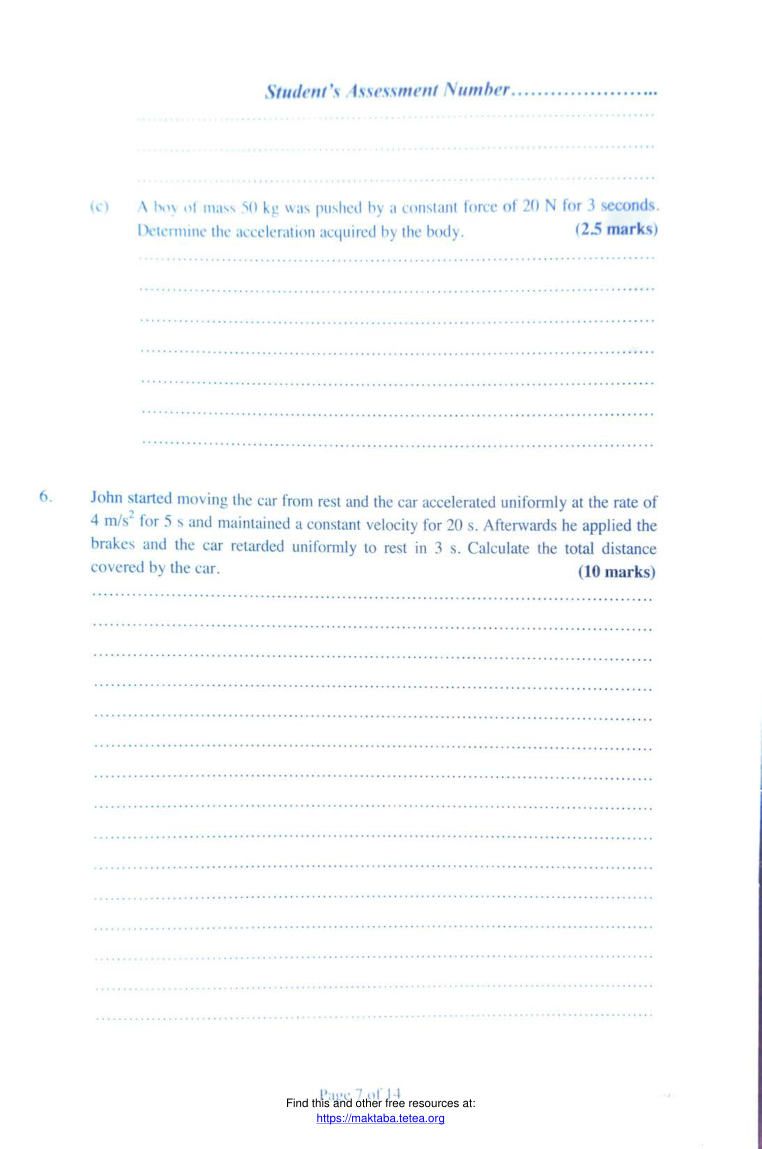 Student's Assessment Number.......................
(c) A boy of mass 50 kg was pushed by a constant force of 20 N for 3 seconds.
Determine the acceleration acquired by the body. (2.5 marks)
6. John started moving the car from rest and the car accelerated uniformly at the rate of
4 m/s² for 5 s and maintained a constant velocity for 20 s. Afterwards he applied the
brakes and the car retarded uniformly to rest in 3 s. Calculate the total distance
covered by the car. (10 marks)
Page 7 of 14
Find this and other free resources at:
https://maktaba.tetea.org